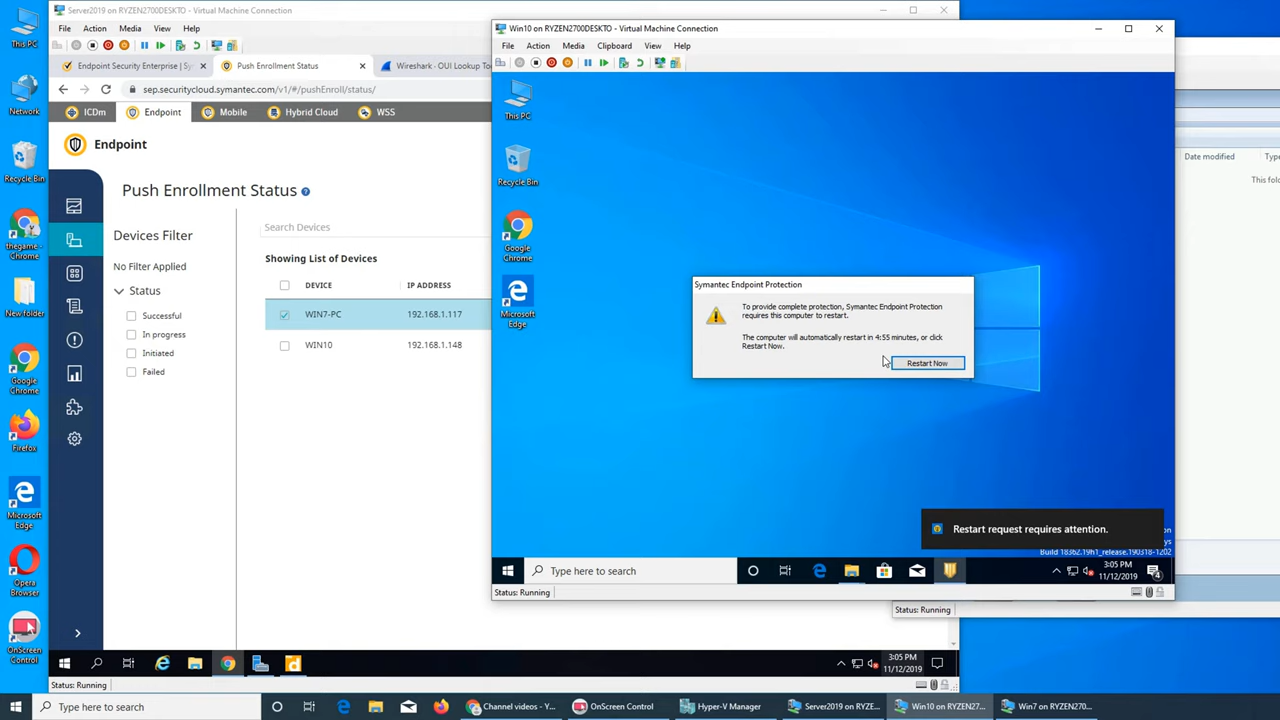 This PC
Network
Recycle Bin
thegame -
Chrome
New folder
Google
Chrome
Firefox
Microsoft
Edge
Opera
Browser
OnScreen
Control
Server2019 on RYZEN2700DESKTO - Virtual Machine Connection
File Action Media View Help
Endpoint Security Enterprise | Sy
Push Enrollment Status
Wireshark · OUI Lookup Too
sep.securitycloud.symantec.com/v1/#/pushEnroll/status/
ICDm
Endpoint
Mobile
Hybrid Cloud
WSS
Endpoint
Push Enrollment Status
Devices Filter
No Filter Applied
Status
Successful
In progress
Initiated
Failed
Search Devices
Showing List of Devices
DEVICE IP ADDRESS
WIN7-PC 192.168.1.117
WIN10 192.168.1.148
3:05 PM
11/12/2019
Status: Running
Win10 on RYZEN2700DESKTO - Virtual Machine Connection
File Action Media Clipboard View Help
This PC
Recycle Bin
Google
Chrome
Microsoft
Edge
Symantec Endpoint Protection
To provide complete protection, Symantec Endpoint Protection
requires this computer to restart.
The computer will automatically restart in 4:55 minutes, or click
Restart Now.
Restart Now
Restart request requires attention.
Build 18362.19h1_release.190318-1202
Type here to search
3:05 PM
11/12/2019
4
Status: Running
Date modified
This fol
Status: Running
Type here to search
Channel videos - Y...
OnScreen Control
Hyper-V Manager
Server2019 on RYZE...
Win10 on RYZEN27...
Win7 on RYZEN270...